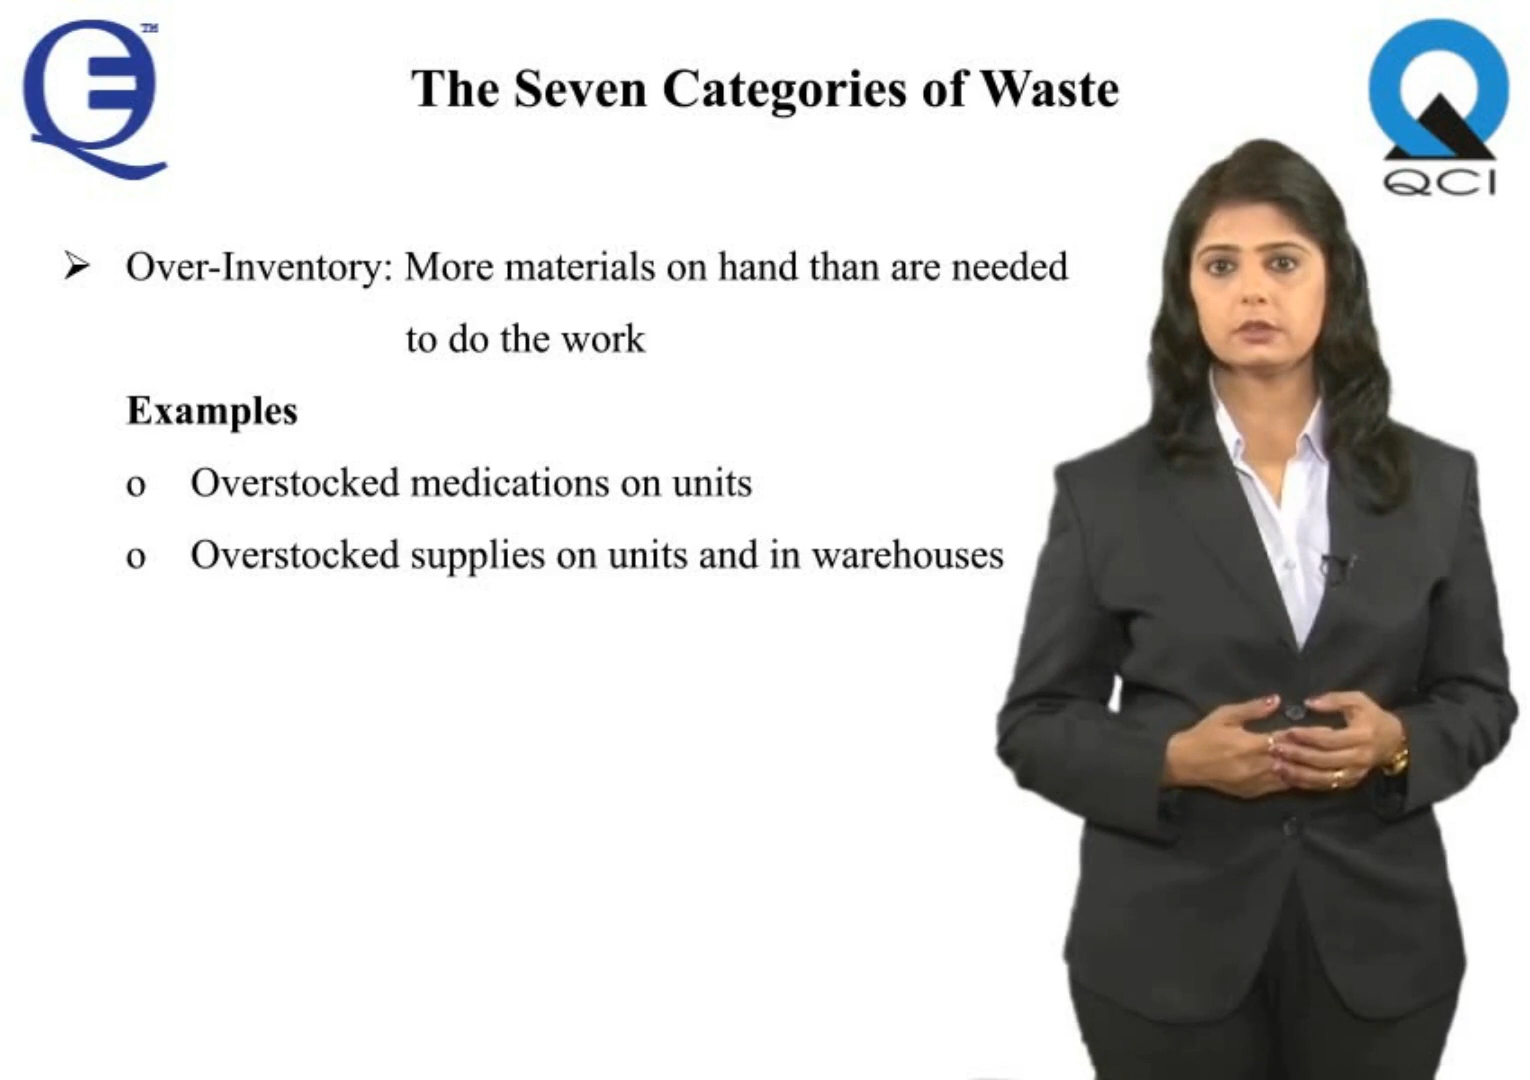 TM
The Seven Categories of Waste
QCI
➢ Over-Inventory: More materials on hand than are needed
to do the work
Examples
o Overstocked medications on units
o Overstocked supplies on units and in warehouses